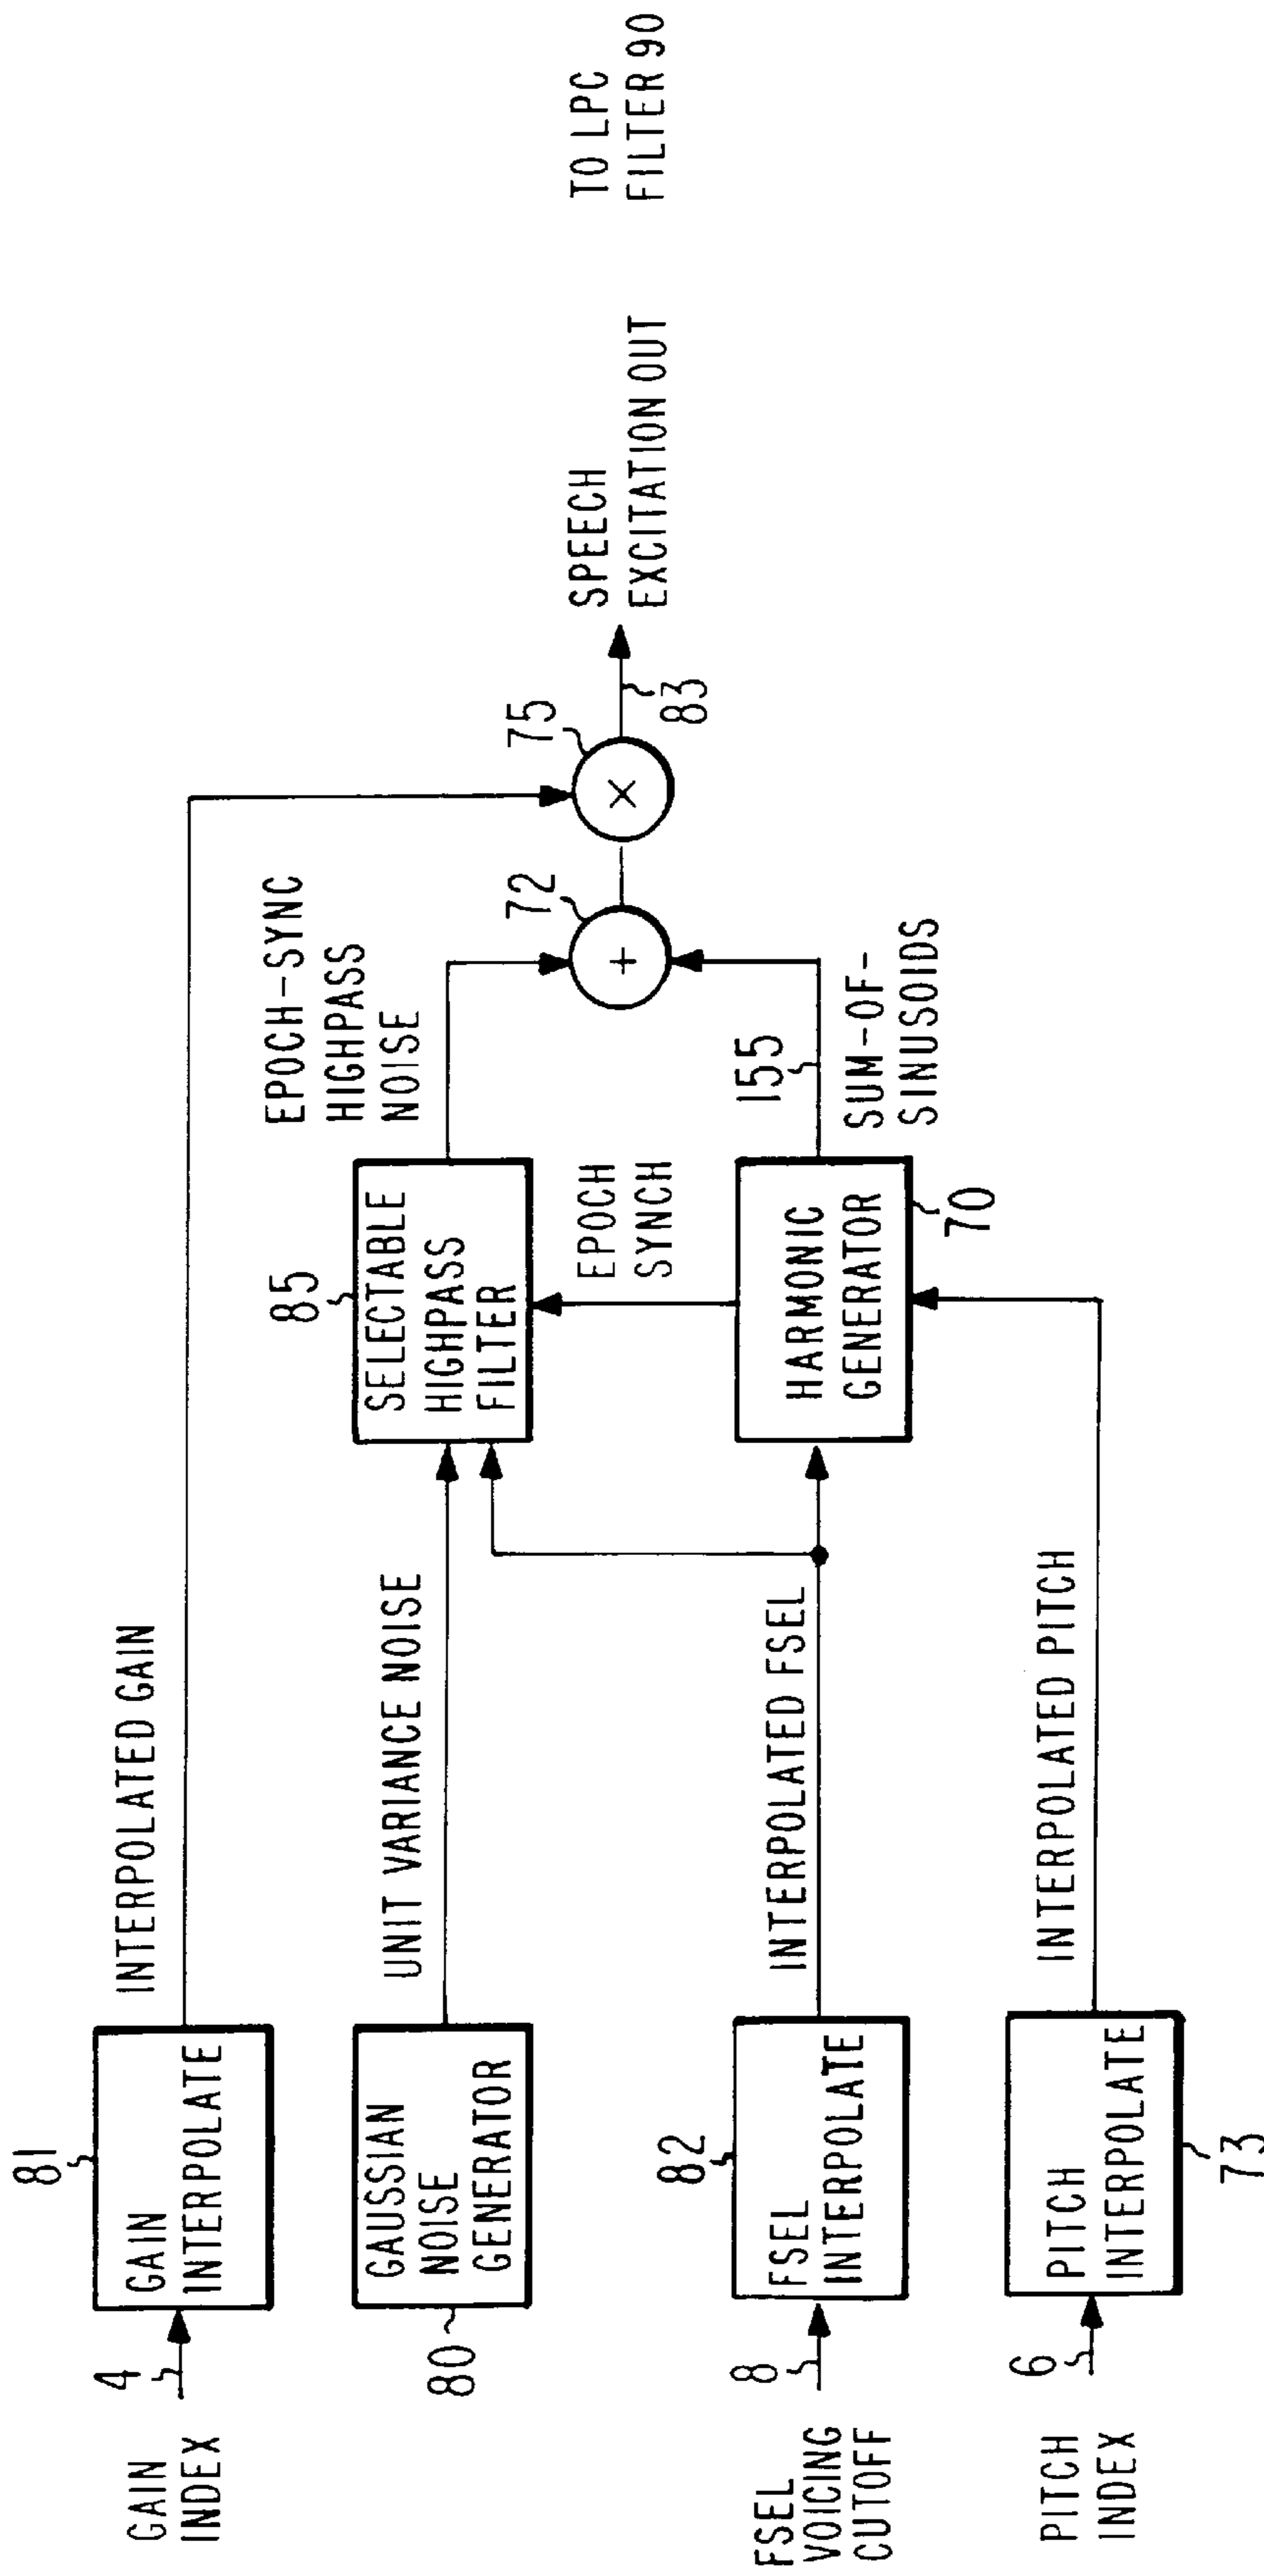 GAIN
INDEX
4
81
GAIN
INTERPOLATE
INTERPOLATED GAIN
80
GAUSSIAN
NOISE
GENERATOR
UNIT VARIANCE NOISE
85
SELECTABLE
HIGHPASS
FILTER
EPOCH-SYNC
HIGHPASS
NOISE
EPOCH
SYNCH
72
+
75
×
83
SPEECH
EXCITATION OUT
TO LPC
FILTER 90
FSEL
VOICING
CUTOFF
8
82
FSEL
INTERPOLATE
INTERPOLATED FSEL
HARMONIC
GENERATOR
70
155
SUM-OF-
SINUSOIDS
PITCH
INDEX
6
PITCH
INTERPOLATE
73
INTERPOLATED PITCH